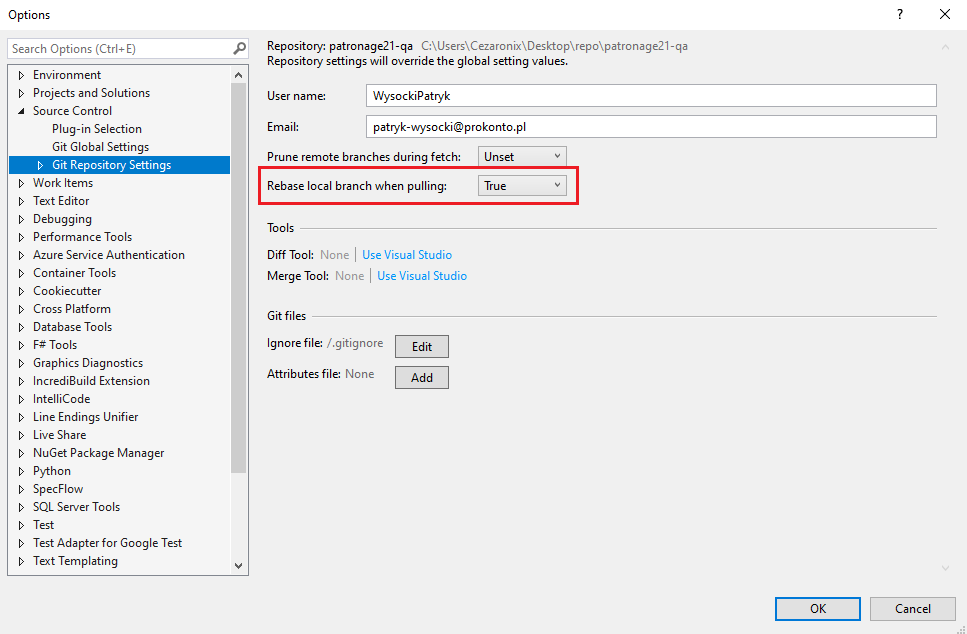 Options
?
Search Options (Ctrl+E)
Environment
Projects and Solutions
Source Control
Plug-in Selection
Git Global Settings
Git Repository Settings
Work Items
Text Editor
Debugging
Performance Tools
Azure Service Authentication
Container Tools
Cookiecutter
Cross Platform
Database Tools
F# Tools
Graphics Diagnostics
IncrediBuild Extension
IntelliCode
Line Endings Unifier
Live Share
NuGet Package Manager
Python
SpecFlow
SQL Server Tools
Test
Test Adapter for Google Test
Text Templating
Repository: patronage21-qa C:\Users\Cezaronix\Desktop\repo\patronage21-qa
Repository settings will override the global setting values.
User name: WysockiPatryk
Email: patryk-wysocki@prokonto.pl
Prune remote branches during fetch: Unset
Rebase local branch when pulling: True
Tools
Diff Tool: None | Use Visual Studio
Merge Tool: None | Use Visual Studio
Git files
Ignore file: /.gitignore Edit
Attributes file: None Add
OK Cancel